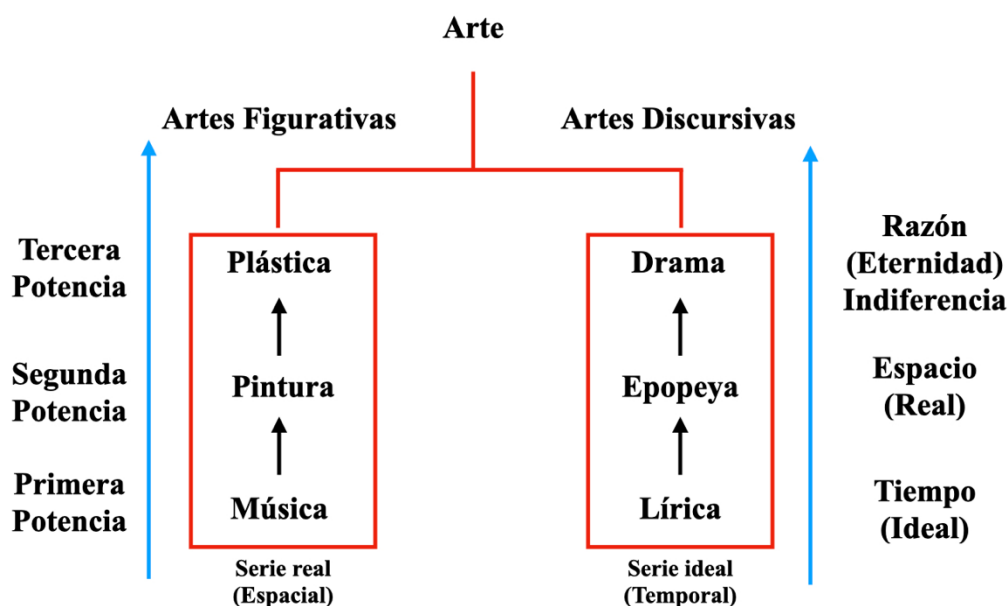 Arte
Artes Figurativas
Artes Discursivas
Tercera
Potencia
Plástica
Drama
Razón
(Eternidad)
Indiferencia
Segunda
Potencia
Pintura
Epopeya
Espacio
(Real)
Primera
Potencia
Música
Lírica
Tiempo
(Ideal)
Serie real
(Espacial)
Serie ideal
(Temporal)